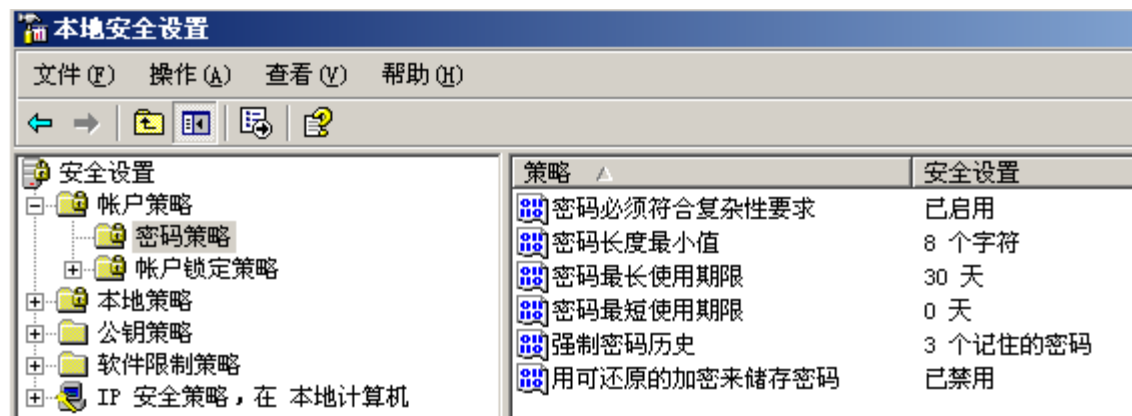 本地安全设置
文件(F) 操作(A) 查看(V) 帮助(H)
安全设置
帐户策略
密码策略
帐户锁定策略
本地策略
公钥策略
软件限制策略
IP 安全策略，在 本地计算机
策略 安全设置
密码必须符合复杂性要求 已启用
密码长度最小值 8 个字符
密码最长使用期限 30 天
密码最短使用期限 0 天
强制密码历史 3 个记住的密码
用可还原的加密来储存密码 已禁用